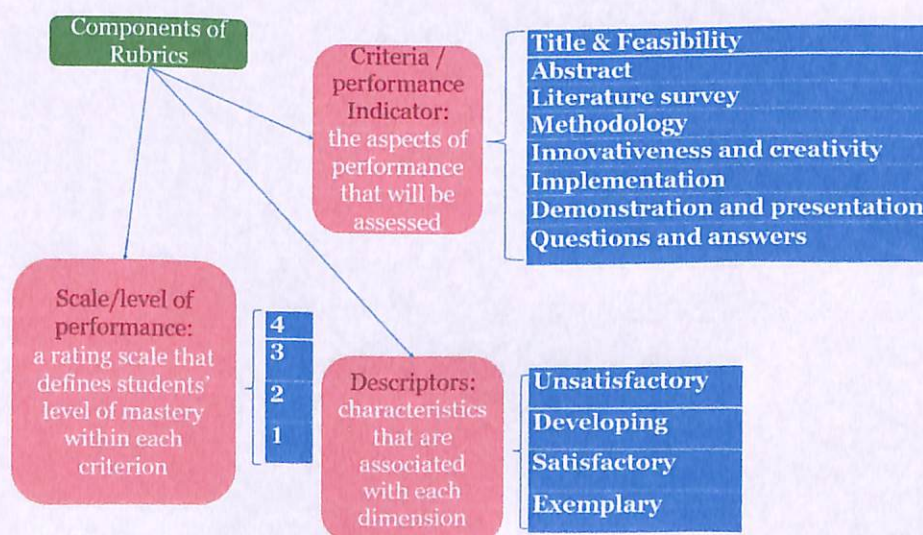 Components of
Rubrics
Criteria /
performance
Indicator:
the aspects of
performance
that will be
assessed
Title & Feasibility
Abstract
Literature survey
Methodology
Innovativeness and creativity
Implementation
Demonstration and presentation
Questions and answers
Scale/level of
performance:
a rating scale that
defines students’
level of mastery
within each
criterion
4
3
2
1
Descriptors:
characteristics
that are
associated
with each
dimension
Unsatisfactory
Developing
Satisfactory
Exemplary